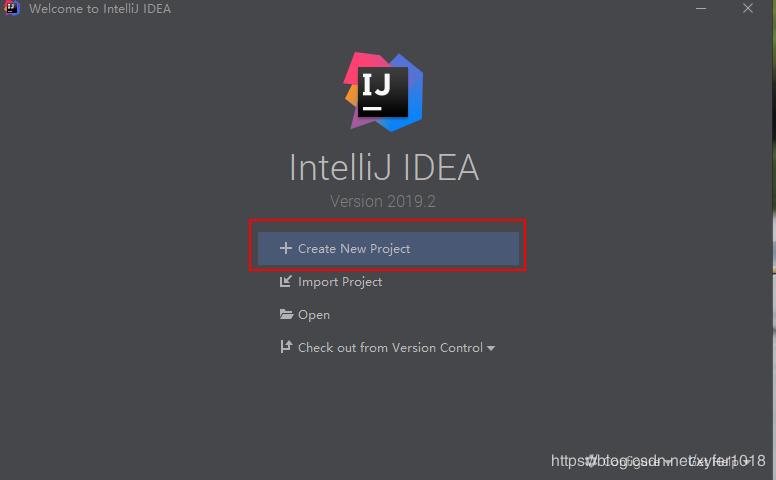 Welcome to IntelliJ IDEA
IJ
IntelliJ IDEA
Version 2019.2
Create New Project
Import Project
Open
Check out from Version Control
Configure Get Help
https://blog.csdn.net/xyfer1018